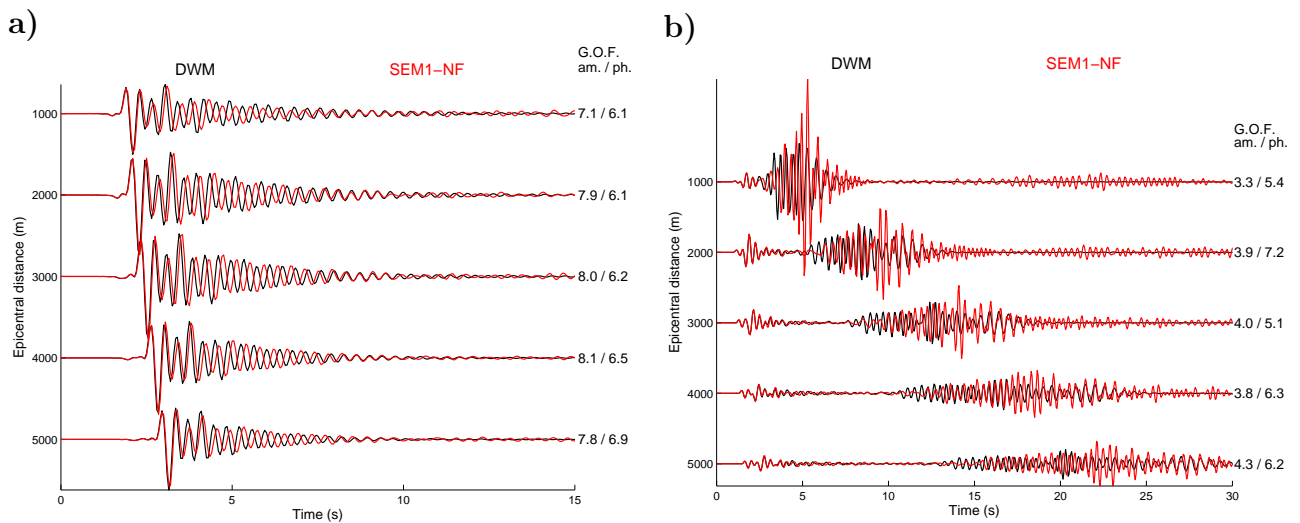 a)
DWM SEM1−NF G.O.F.
am. / ph.
1000 7.1 / 6.1
2000 7.9 / 6.1
3000 8.0 / 6.2
4000 8.1 / 6.5
5000 7.8 / 6.9
Epicentral distance (m)
0 5 10 15
Time (s)
b)
DWM SEM1−NF
G.O.F.
am. / ph.
1000 3.3 / 5.4
2000 3.9 / 7.2
3000 4.0 / 5.1
4000 3.8 / 6.3
5000 4.3 / 6.2
Epicentral distance (m)
0 5 10 15 20 25 30
Time (s)